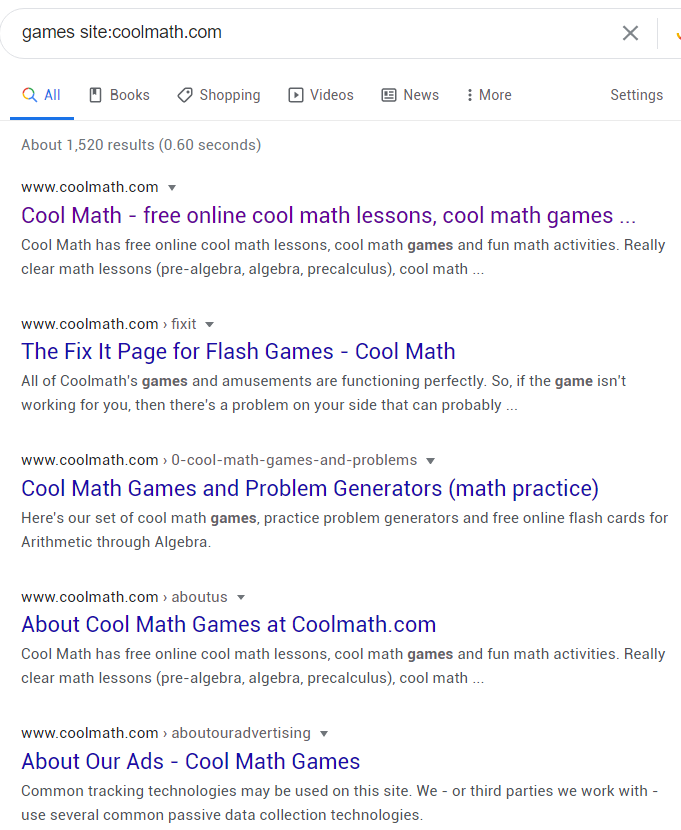 games site:coolmath.com
All Books Shopping Videos News More Settings
About 1,520 results (0.60 seconds)
www.coolmath.com
Cool Math - free online cool math lessons, cool math games ...
Cool Math has free online cool math lessons, cool math games and fun math activities. Really
clear math lessons (pre-algebra, algebra, precalculus), cool math ...
www.coolmath.com › fixit
The Fix It Page for Flash Games - Cool Math
All of Coolmath's games and amusements are functioning perfectly. So, if the game isn't
working for you, then there's a problem on your side that can probably ...
www.coolmath.com › 0-cool-math-games-and-problems
Cool Math Games and Problem Generators (math practice)
Here's our set of cool math games, practice problem generators and free online flash cards for
Arithmetic through Algebra.
www.coolmath.com › aboutus
About Cool Math Games at Coolmath.com
Cool Math has free online cool math lessons, cool math games and fun math activities. Really
clear math lessons (pre-algebra, algebra, precalculus), cool math ...
www.coolmath.com › aboutouradvertising
About Our Ads - Cool Math Games
Common tracking technologies may be used on this site. We - or third parties we work with -
use several common passive data collection technologies.